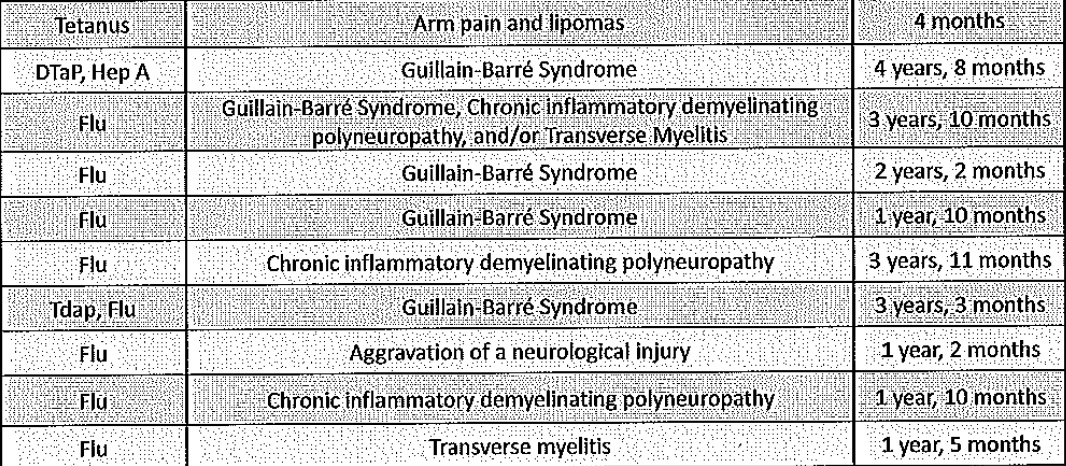 Tetanus Arm pain and lipomas 4 months
DTaP, Hep A Guillain-Barré Syndrome 4 years, 8 months
Flu Guillain-Barré Syndrome, Chronic inflammatory demyelinating polyneuropathy, and/or Transverse Myelitis 3 years, 10 months
Flu Guillain-Barré Syndrome 2 years, 2 months
Flu Guillain-Barré Syndrome 1 year, 10 months
Flu Chronic inflammatory demyelinating polyneuropathy 3 years, 11 months
Tdap, Flu Guillain-Barré Syndrome 3 years, 3 months
Flu Aggravation of a neurological injury 1 year, 2 months
Flu Chronic inflammatory demyelinating polyneuropathy 1 year, 10 months
Flu Transverse myelitis 1 year, 5 months